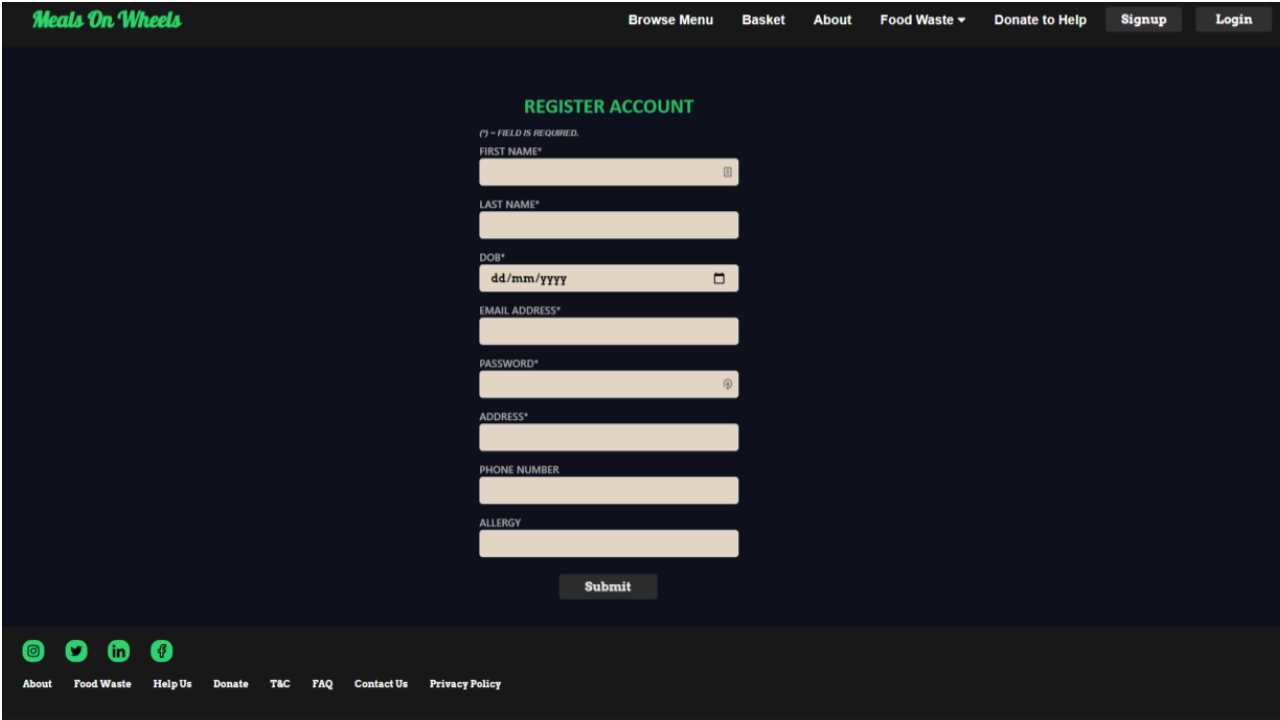 Meals On Wheels
Browse Menu Basket About Food Waste Donate to Help Signup Login
REGISTER ACCOUNT
(*) = FIELD IS REQUIRED.
FIRST NAME*
LAST NAME*
DOB*
dd/mm/yyyy
EMAIL ADDRESS*
PASSWORD*
ADDRESS*
PHONE NUMBER
ALLERGY
Submit
About Food Waste Help Us Donate T&C FAQ Contact Us Privacy Policy